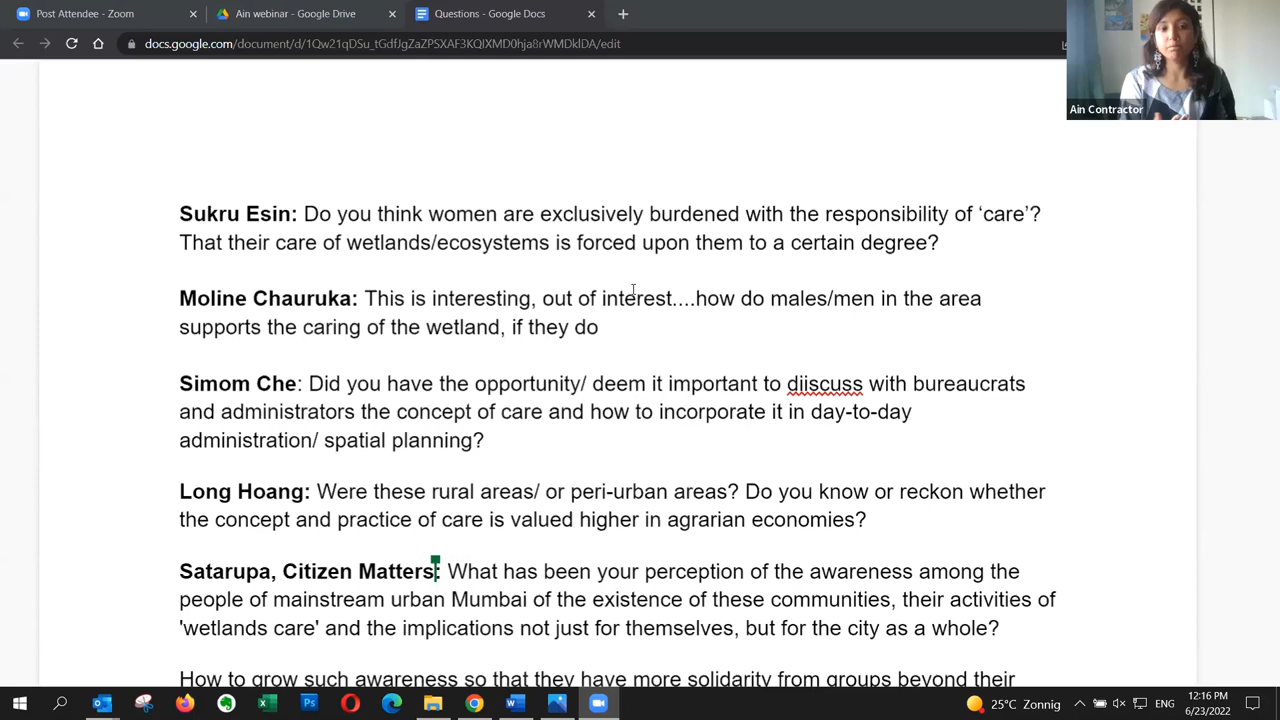 Post Attendee - Zoom
Ain webinar - Google Drive
Questions - Google Docs
docs.google.com/document/d/1Qw21qDSu_tGdfJgZaZPSXAF3KQIXMD0hja8rWMDklDA/edit
Ain Contractor
Sukru Esin: Do you think women are exclusively burdened with the responsibility of ‘care’?
That their care of wetlands/ecosystems is forced upon them to a certain degree?
Moline Chauruka: This is interesting, out of interest....how do males/men in the area
supports the caring of the wetland, if they do
Simom Che: Did you have the opportunity/ deem it important to diiscuss with bureaucrats
and administrators the concept of care and how to incorporate it in day-to-day
administration/ spatial planning?
Long Hoang: Were these rural areas/ or peri-urban areas? Do you know or reckon whether
the concept and practice of care is valued higher in agrarian economies?
Satarupa, Citizen Matters: What has been your perception of the awareness among the
people of mainstream urban Mumbai of the existence of these communities, their activities of
'wetlands care' and the implications not just for themselves, but for the city as a whole?
How to grow such awareness so that they have more solidarity from groups beyond their
25°C Zonnig
ENG
12:16 PM
6/23/2022